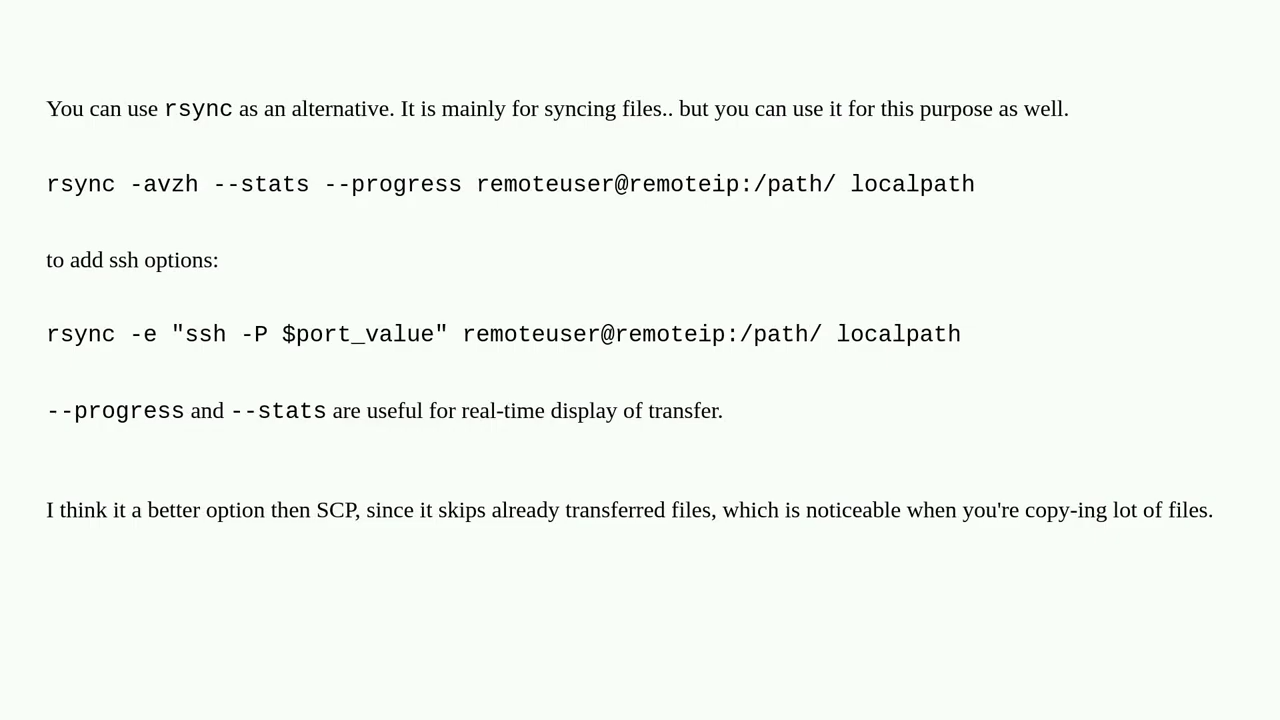 You can use rsync as an alternative. It is mainly for syncing files.. but you can use it for this purpose as well.
rsync -avzh --stats --progress remoteuser@remoteip:/path/ localpath
to add ssh options:
rsync -e "ssh -P $port_value" remoteuser@remoteip:/path/ localpath
--progress and --stats are useful for real-time display of transfer.
I think it a better option then SCP, since it skips already transferred files, which is noticeable when you're copy-ing lot of files.